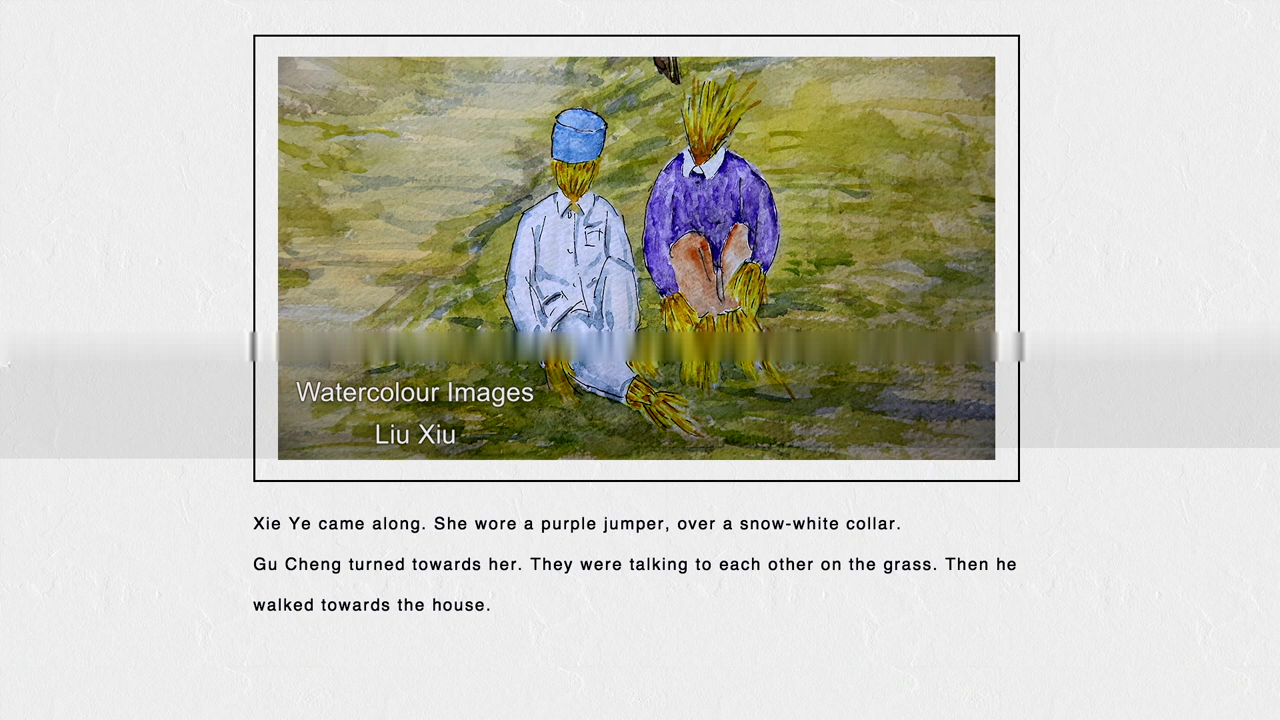 Watercolour Images
Liu Xiu
Xie Ye came along. She wore a purple jumper, over a snow-white collar.
Gu Cheng turned towards her. They were talking to each other on the grass. Then he
walked towards the house.